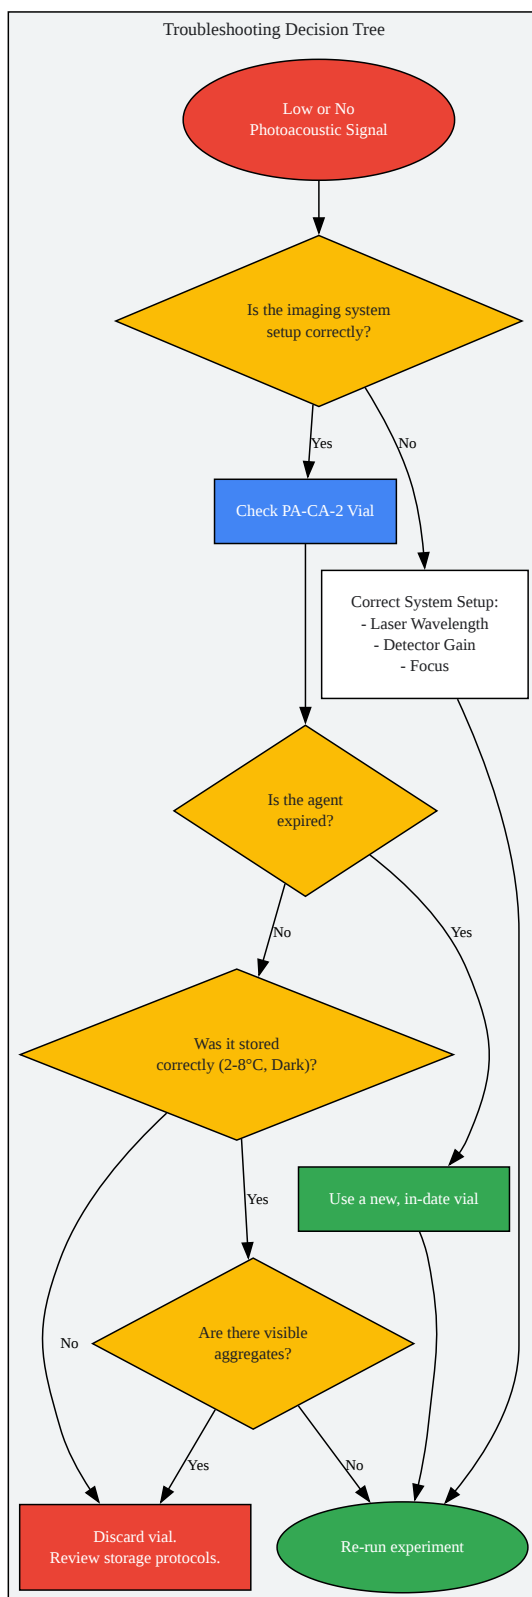 Troubleshooting Decision Tree
Low or No
Photoacoustic Signal
Is the imaging system
setup correctly?
Yes
No
Check PA-CA-2 Vial
Correct System Setup:
- Laser Wavelength
- Detector Gain
- Focus
Is the agent
expired?
No
Yes
Was it stored
correctly (2-8°C, Dark)?
Yes
Use a new, in-date vial
No
Are there visible
aggregates?
Yes
No
Discard vial.
Review storage protocols.
Re-run experiment